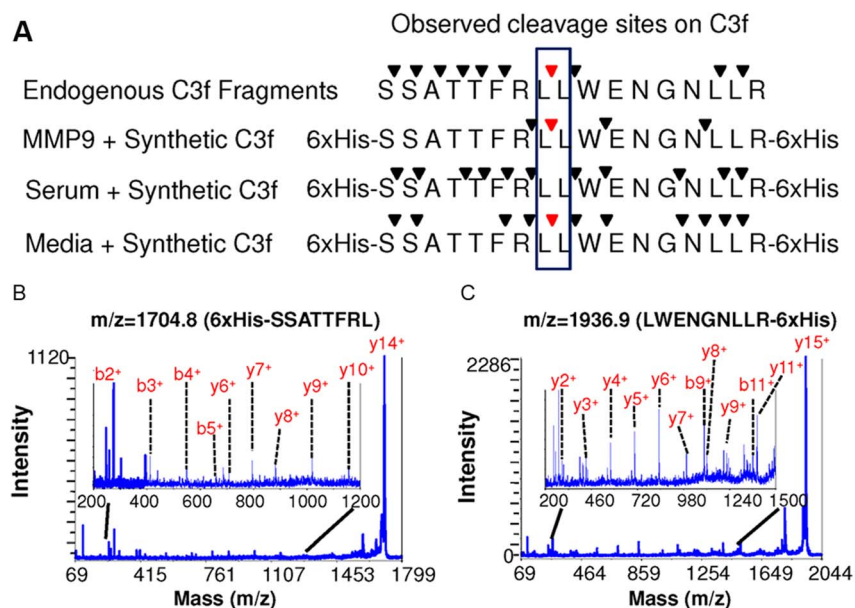 A
Observed cleavage sites on C3f
Endogenous C3f Fragments S S A T T F R L L W E N G N L L R
MMP9 + Synthetic C3f 6xHis-S S A T T F R L L W E N G N L L R-6xHis
Serum + Synthetic C3f 6xHis-S S A T T F R L L W E N G N L L R-6xHis
Media + Synthetic C3f 6xHis-S S A T T F R L L W E N G N L L R-6xHis
B
m/z=1704.8 (6xHis-SSATTFRL)
1120
Intensity
b2+ b3+ b4+ b5+ y6+ y7+ y8+ y9+ y10+ y14+
200 400 600 800 1000 1200
69 415 761 1107 1453 1799
Mass (m/z)
C
m/z=1936.9 (LWENGNLLR-6xHis)
2286
Intensity
y2+ y3+ y4+ y5+ y6+ y7+ b9+ y8+ y9+ b11+ y11+ y15+
200 460 720 980 1240 1500
0
69 464 859 1254 1649 2044
Mass (m/z)